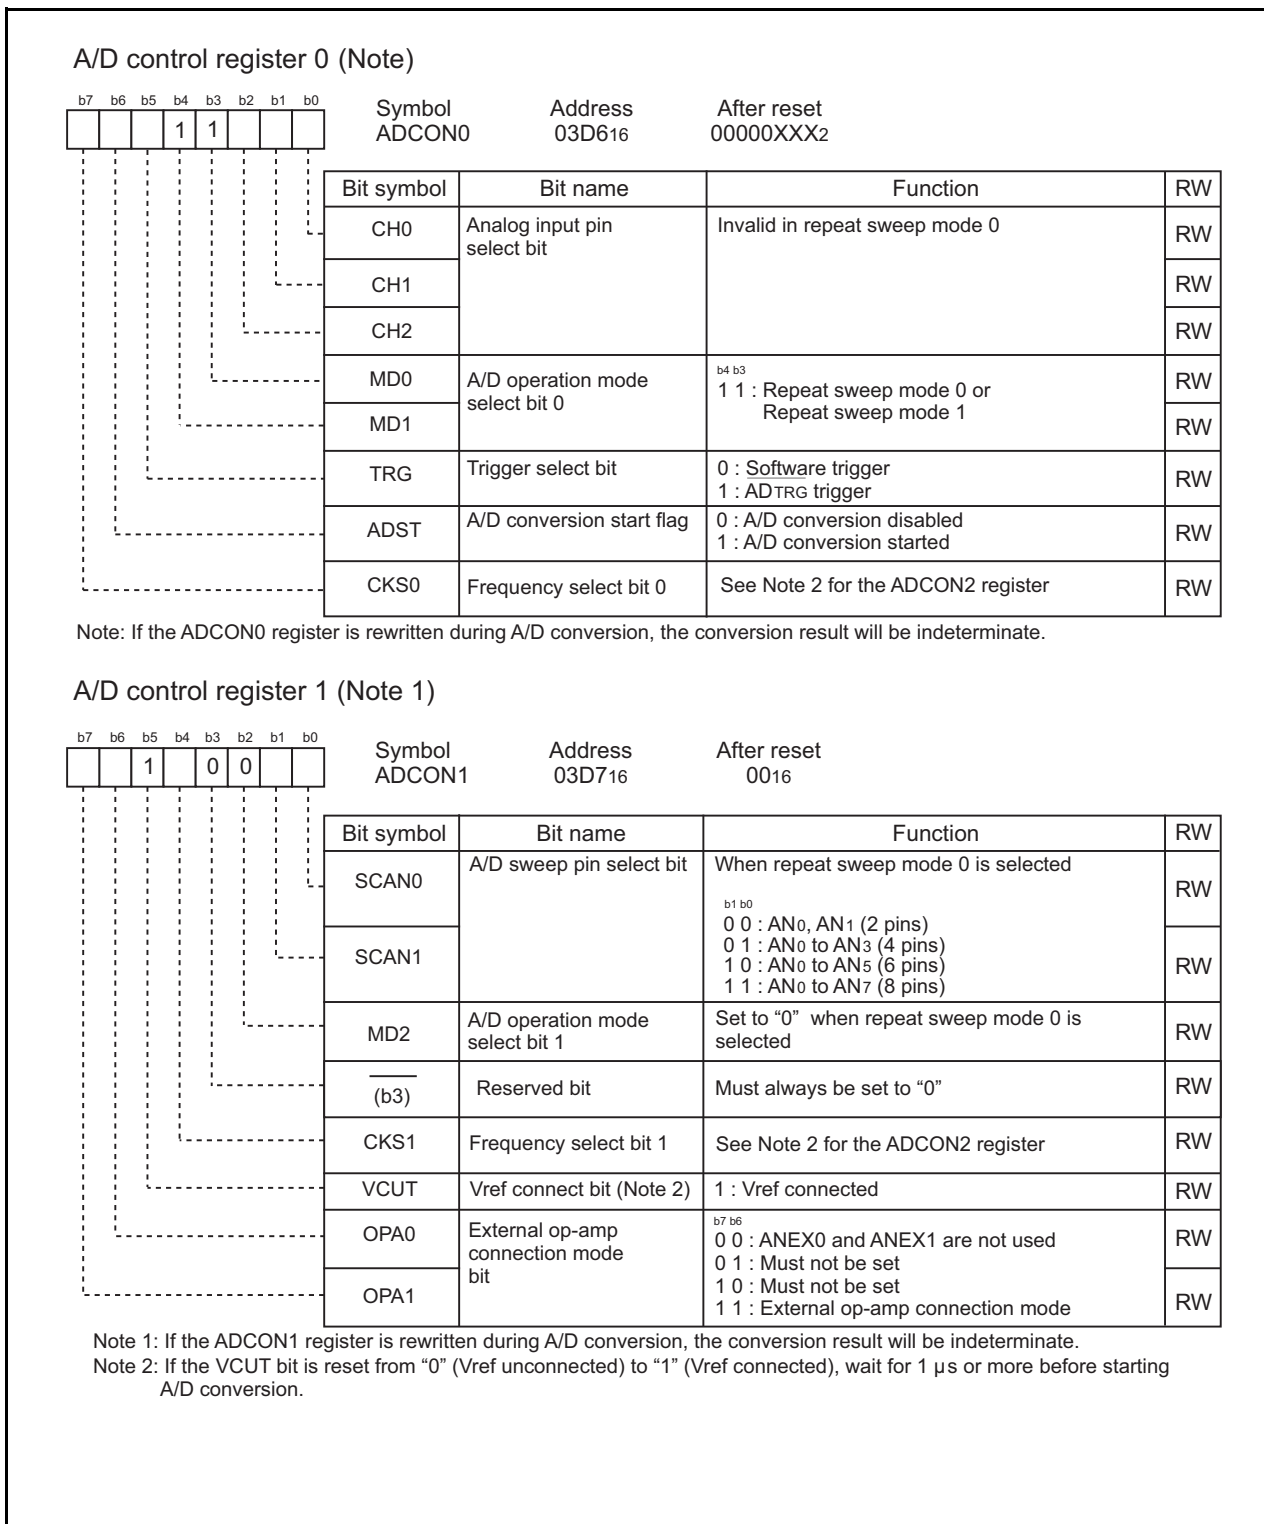 A/D control register 0 (Note)
b7 b6 b5 b4 b3 b2 b1 b0
1 1
Symbol Address After reset
ADCON0 03D616 00000XXX2
Bit symbol Bit name Function RW
CH0 Analog input pin select bit Invalid in repeat sweep mode 0 RW
CH1 RW
CH2 RW
MD0 A/D operation mode select bit 0 b4 b3 RW
1 1 : Repeat sweep mode 0 or
Repeat sweep mode 1
MD1 RW
TRG Trigger select bit 0 : Software trigger RW
1 : ADTRG trigger
ADST A/D conversion start flag 0 : A/D conversion disabled RW
1 : A/D conversion started
CKS0 Frequency select bit 0 See Note 2 for the ADCON2 register RW
Note: If the ADCON0 register is rewritten during A/D conversion, the conversion result will be indeterminate.
A/D control register 1 (Note 1)
b7 b6 b5 b4 b3 b2 b1 b0
1 0 0
Symbol Address After reset
ADCON1 03D716 0016
Bit symbol Bit name Function RW
SCAN0 A/D sweep pin select bit When repeat sweep mode 0 is selected RW
b1 b0
0 0 : AN0, AN1 (2 pins)
0 1 : AN0 to AN3 (4 pins)
SCAN1 1 0 : AN0 to AN5 (6 pins) RW
1 1 : AN0 to AN7 (8 pins)
MD2 A/D operation mode select bit 1 Set to “0” when repeat sweep mode 0 is selected RW
(b3) Reserved bit Must always be set to “0” RW
CKS1 Frequency select bit 1 See Note 2 for the ADCON2 register RW
VCUT Vref connect bit (Note 2) 1 : Vref connected RW
OPA0 External op-amp connection mode bit b7 b6 RW
0 0 : ANEX0 and ANEX1 are not used
0 1 : Must not be set
1 0 : Must not be set
OPA1 1 1 : External op-amp connection mode RW
Note 1: If the ADCON1 register is rewritten during A/D conversion, the conversion result will be indeterminate.
Note 2: If the VCUT bit is reset from “0” (Vref unconnected) to “1” (Vref connected), wait for 1 µs or more before starting
A/D conversion.